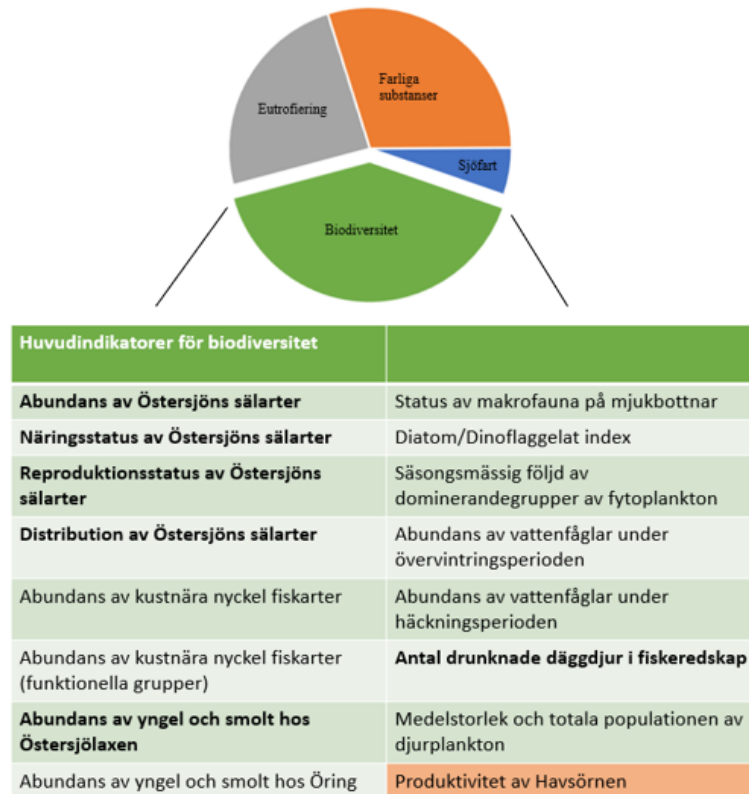 Farliga
substanser
Eutrofiering
Sjöfart
Biodiversitet
Huvudindikatorer för biodiversitet
Abundans av Östersjöns sälarter
Status av makrofauna på mjukbottnar
Näringsstatus av Östersjöns sälarter
Diatom/Dinoflaggelat index
Reproduktionsstatus av Östersjöns
sälarter
Säsongsmässig följd av
dominerandegrupper av fytoplankton
Distribution av Östersjöns sälarter
Abundans av vattenfåglar under
övervintringsperioden
Abundans av kustnära nyckel fiskarter
Abundans av vattenfåglar under
häckningsperioden
Abundans av kustnära nyckel fiskarter
(funktionella grupper)
Antal drunknade däggdjur i fiskeredskap
Abundans av yngel och smolt hos
Östersjölaxen
Medelstorlek och totala populationen av
djurplankton
Abundans av yngel och smolt hos Öring
Produktivitet av Havsörnen